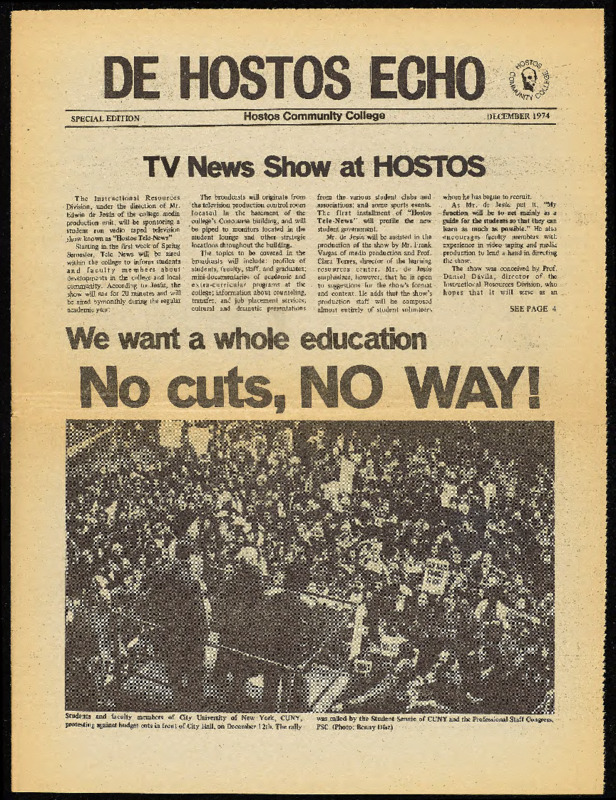 DE HOSTOS ECHO
HOSTOS COMMUNITY COLLEGE
SPECIAL EDITION
Hostos Community College
DECEMBER 1974
TV News Show at HOSTOS
The Instructional Resources
Division, under the direction of Mr.
Edwin de Jesús of the college media
production unit, will be sponsoring a
student run video taped television
show known as "Hostos Tele-News".
Starting in the first week of Spring
Semester, Tele News will be aired
within the college to inform students
and faculty members about
developments in the college and local
community. According to Jesús, the
show will use for 20 minutes and will
be aired bymonthly during the regular
academic year.
The broadcasts will originate from
the television production control room
located in the basement of the
college's Concourse building, and will
be piped to monitors located in the
student lounge and other strategic
locations throughout the building.
The topics to be covered in the
broadcasts will include: profiles of
students, faculty, staff, and graduates;
mini-documentaries of academic and
extra-curricular programs at the
college; information about counseling,
transfer, and job placement services;
cultural and dramatic presentations
from the various student clubs and
associations; and some sports events.
The first installment of "Hostos
Tele-News" will profile the new
student government.
Mr. de Jesús will be assisted in the
production of the show by Mr. Frank
Vargas of media production and Prof.
Clara Torres, director of the learning
resources center. Mr. de Jesús
emphasizes, however, that he is open
to suggestions for the show's format
and content. He adds that the show's
production staff will be composed
almost entirely of student volunteers,
whom he has begun to recruit.
As Mr. de Jesús put it, "My
function will be to act mainly as a
guide for the students so that they can
learn as much as possible." He also
encourages faculty members with
experience in video taping and media
production to lend a hand in directing
the show.
The show was conceived by Prof.
Daniel Dávila, director of the
Instructional Resources Division, who
hopes that it will serve as an
SEE PAGE 4
We want a whole education
No cuts, NO WAY!
Students and faculty members of City University of New York, CUNY,
protesting against budget cuts in front of City Hall, on December 12th. The rally
was called by the Student Senate of CUNY and the Professional Staff Congress,
PSC. (Photo: Benny Díaz)